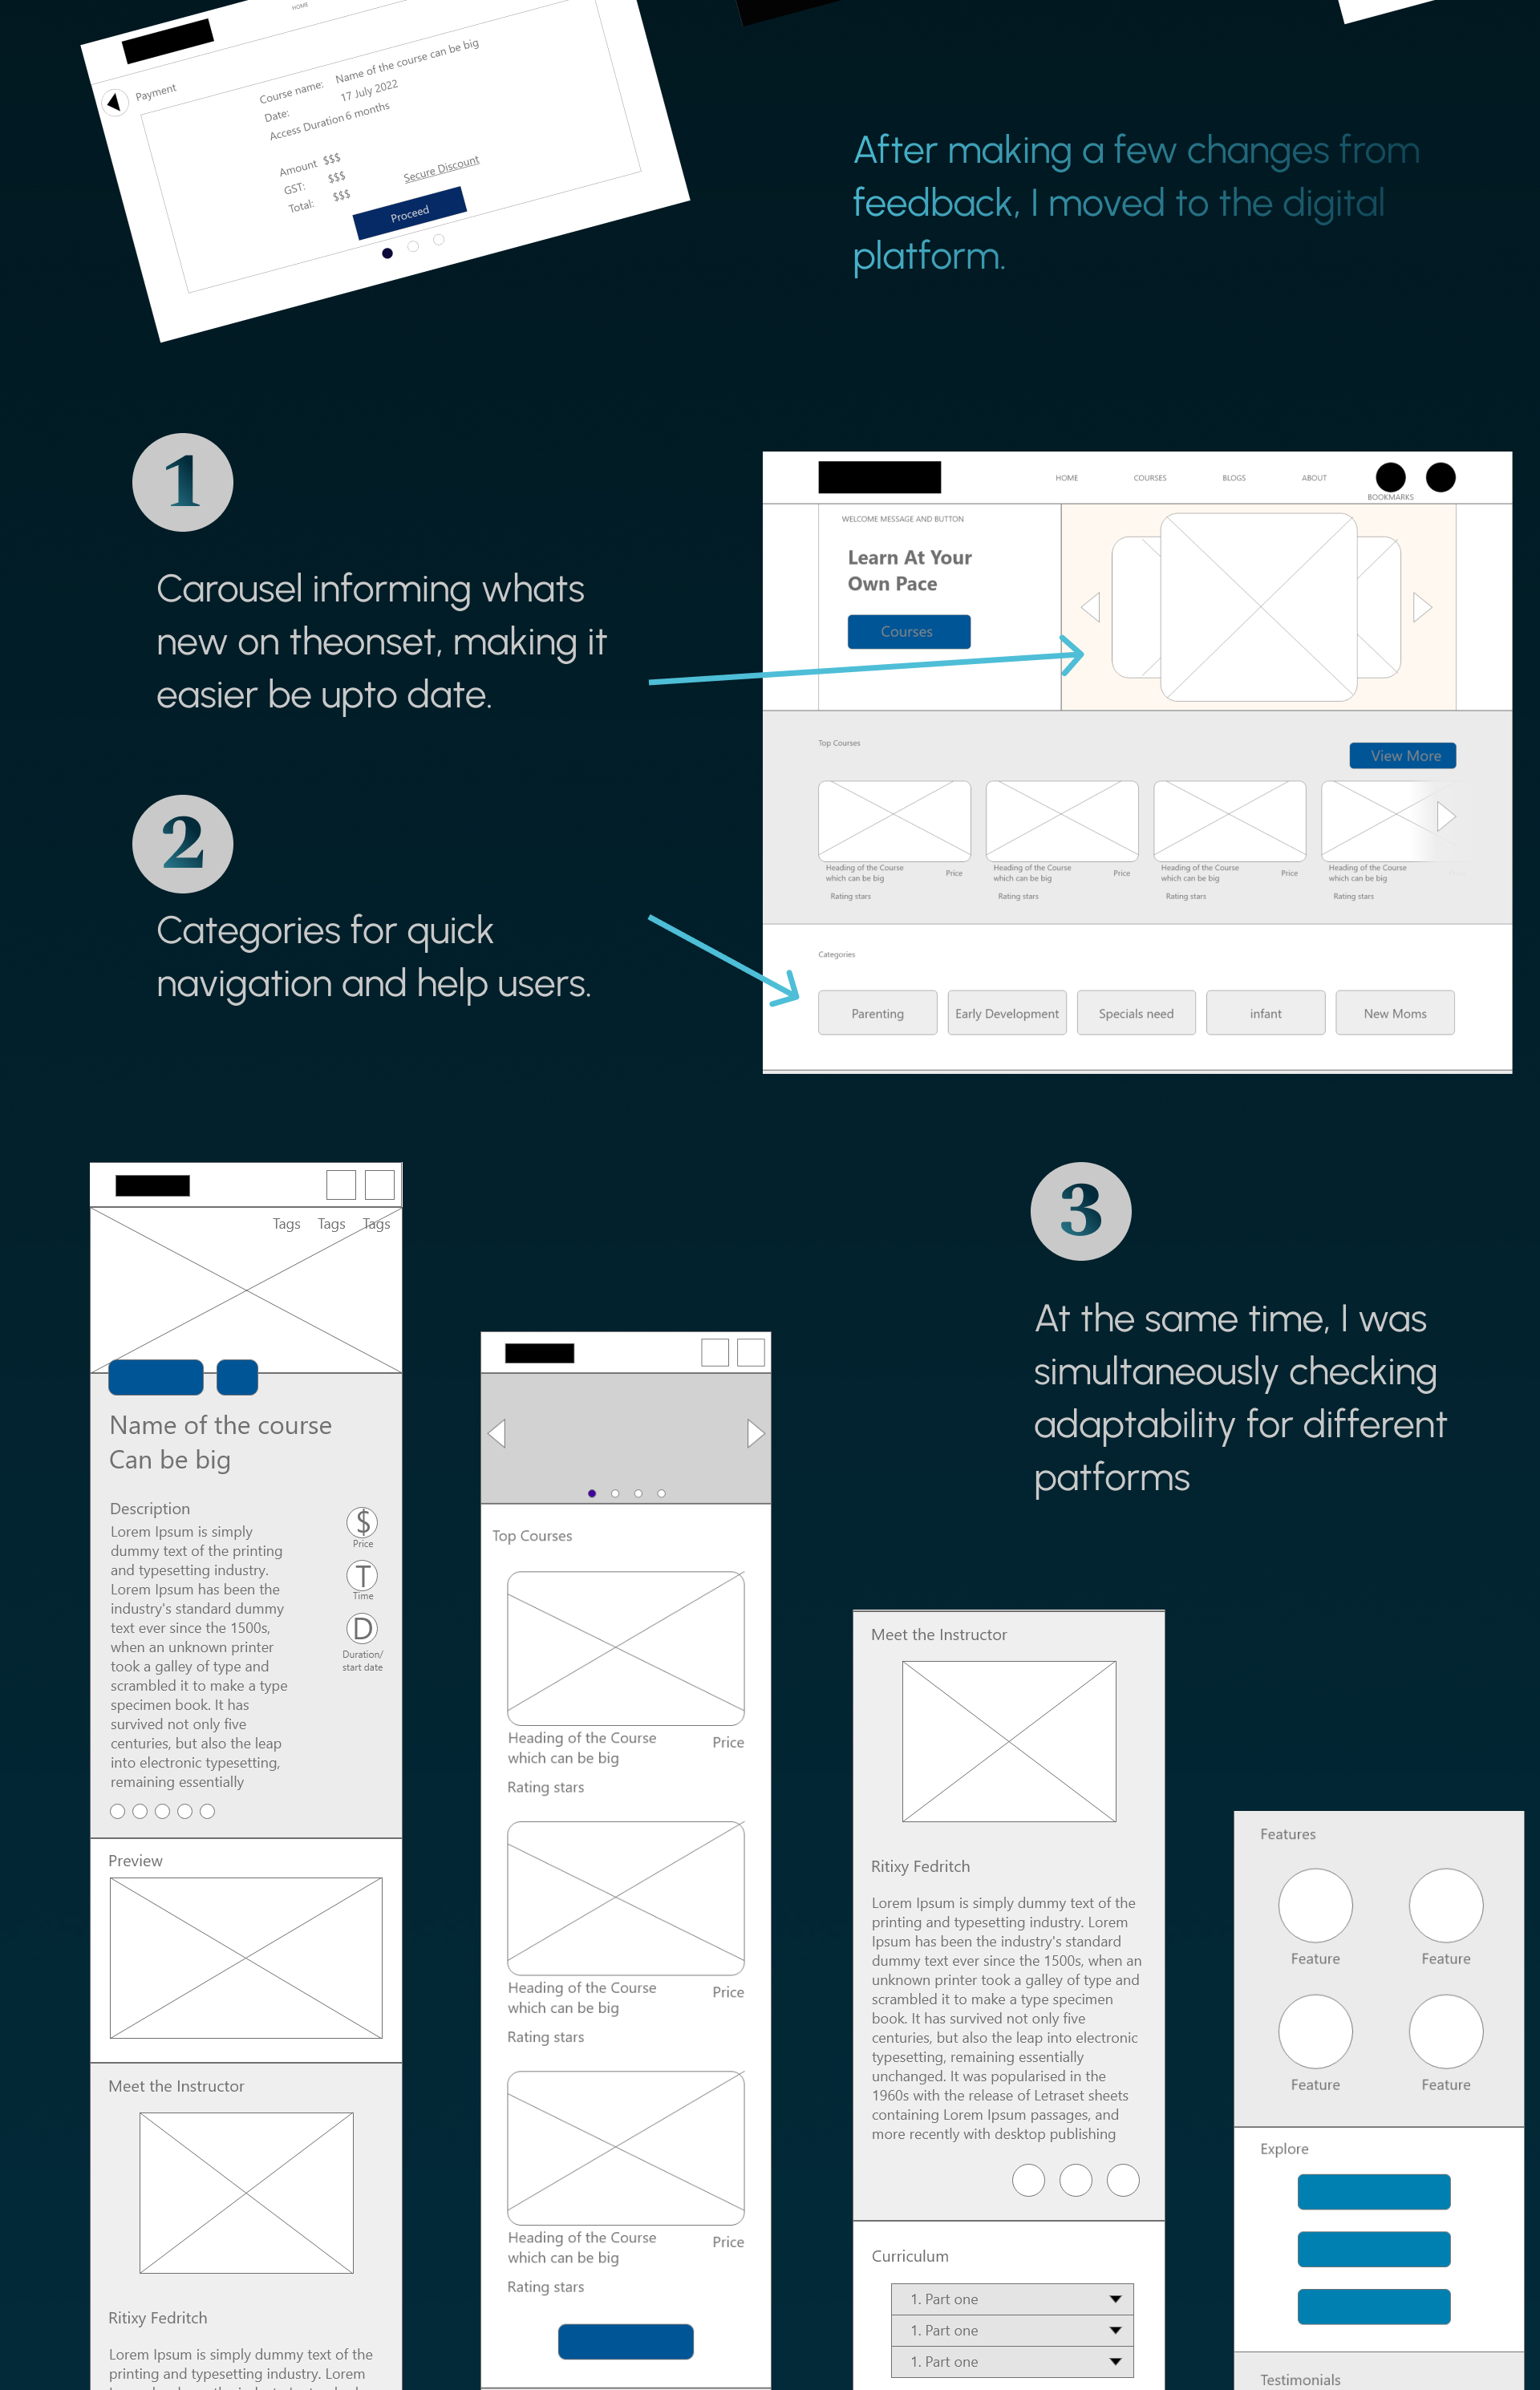 HOME
Payment
Course name: Name of the course can be big
Date: 17 July 2022
Access Duration 6 months
Amount $$$
GST: $$$
Total: $$$
Secure Discount
Proceed
After making a few changes from
feedback, I moved to the digital
platform.
1
Carousel informing whats
new on theonset, making it
easier be upto date.
2
Categories for quick
navigation and help users.
HOME COURSES BLOGS ABOUT
BOOKMARKS
WELCOME MESSAGE AND BUTTON
Learn At Your
Own Pace
Courses
Top Courses
View More
Heading of the Course
which can be big
Price
Rating stars
Heading of the Course
which can be big
Price
Rating stars
Heading of the Course
which can be big
Price
Rating stars
Heading of the Course
which can be big
Rating stars
Categories
Parenting
Early Development
Specials need
infant
New Moms
3
At the same time, I was
simultaneously checking
adaptability for different
patforms
Tags Tags Tags
Name of the course
Can be big
Description
Lorem Ipsum is simply
dummy text of the printing
and typesetting industry.
Lorem Ipsum has been the
industry's standard dummy
text ever since the 1500s,
when an unknown printer
took a galley of type and
scrambled it to make a type
specimen book. It has
survived not only five
centuries, but also the leap
into electronic typesetting,
remaining essentially
$
Price
T
Time
D
Duration/
start date
Preview
Meet the Instructor
Ritixy Fedritch
Lorem Ipsum is simply dummy text of the
printing and typesetting industry. Lorem
Top Courses
Heading of the Course
which can be big
Price
Rating stars
Heading of the Course
which can be big
Price
Rating stars
Heading of the Course
which can be big
Price
Rating stars
Meet the Instructor
Ritixy Fedritch
Lorem Ipsum is simply dummy text of the
printing and typesetting industry. Lorem
Ipsum has been the industry's standard
dummy text ever since the 1500s, when an
unknown printer took a galley of type and
scrambled it to make a type specimen
book. It has survived not only five
centuries, but also the leap into electronic
typesetting, remaining essentially
unchanged. It was popularised in the
1960s with the release of Letraset sheets
containing Lorem Ipsum passages, and
more recently with desktop publishing
Curriculum
1. Part one
1. Part one
1. Part one
Features
Feature Feature
Feature Feature
Explore
Testimonials